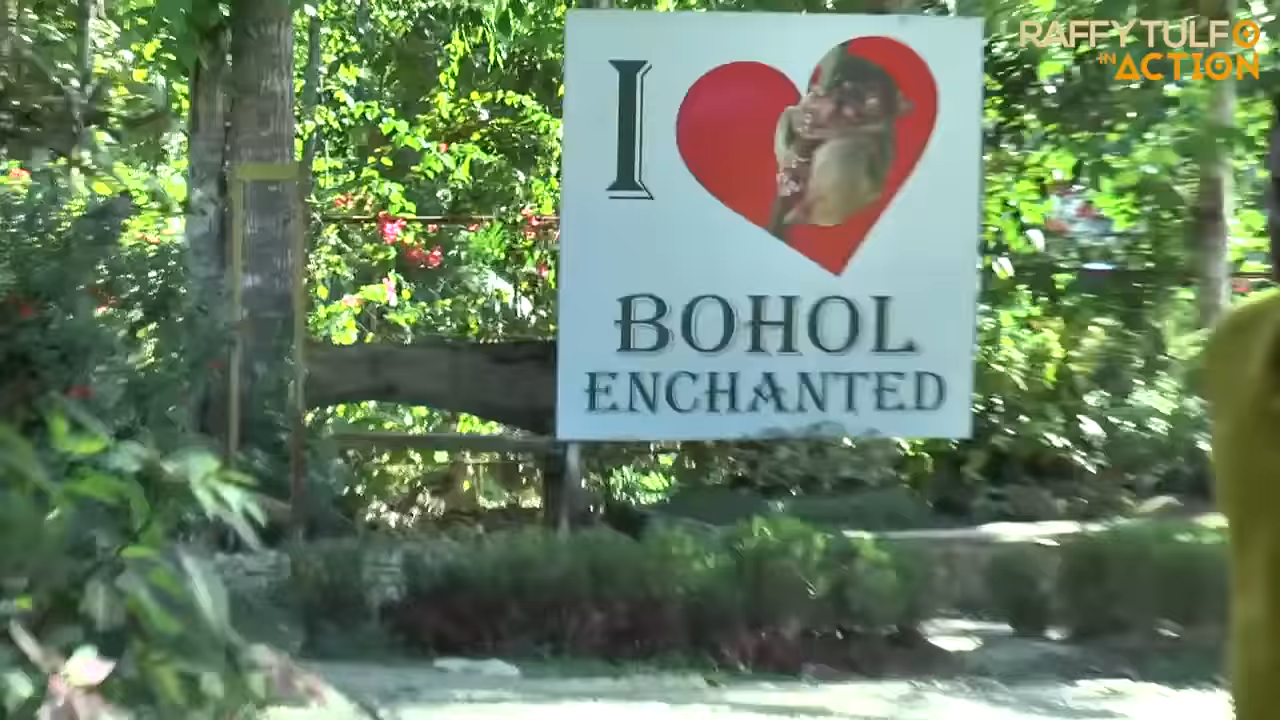 RAFFY TULFO
IN ACTION
I
BOHOL
ENCHANTED